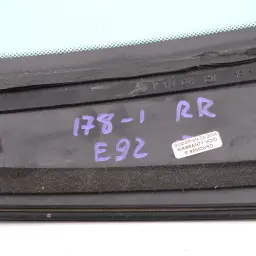 178-1 RR
E92
WARRANTY VOID
IF REMOVED